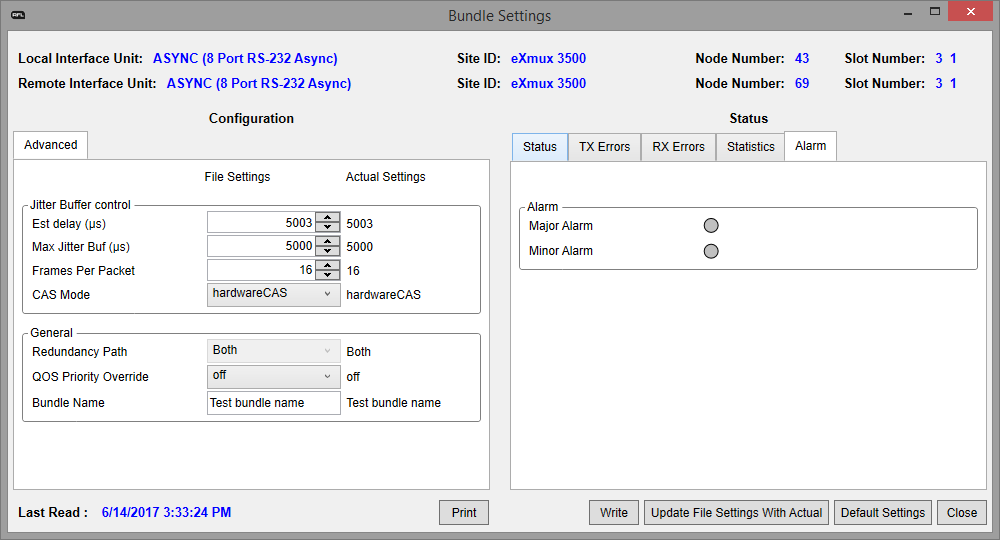 AFL
Bundle Settings
Local Interface Unit: ASYNC (8 Port RS-232 Async) Site ID: eXmux 3500 Node Number: 43 Slot Number: 3 1
Remote Interface Unit: ASYNC (8 Port RS-232 Async) Site ID: eXmux 3500 Node Number: 69 Slot Number: 3 1
Configuration
Advanced
File Settings Actual Settings
Jitter Buffer control
Est delay (µs) 5003 5003
Max Jitter Buf (µs) 5000 5000
Frames Per Packet 16 16
CAS Mode hardwareCAS hardwareCAS
General
Redundancy Path Both Both
QOS Priority Override off off
Bundle Name Test bundle name Test bundle name
Status
Status TX Errors RX Errors Statistics Alarm
Alarm
Major Alarm
Minor Alarm
Last Read : 6/14/2017 3:33:24 PM Print Write Update File Settings With Actual Default Settings Close